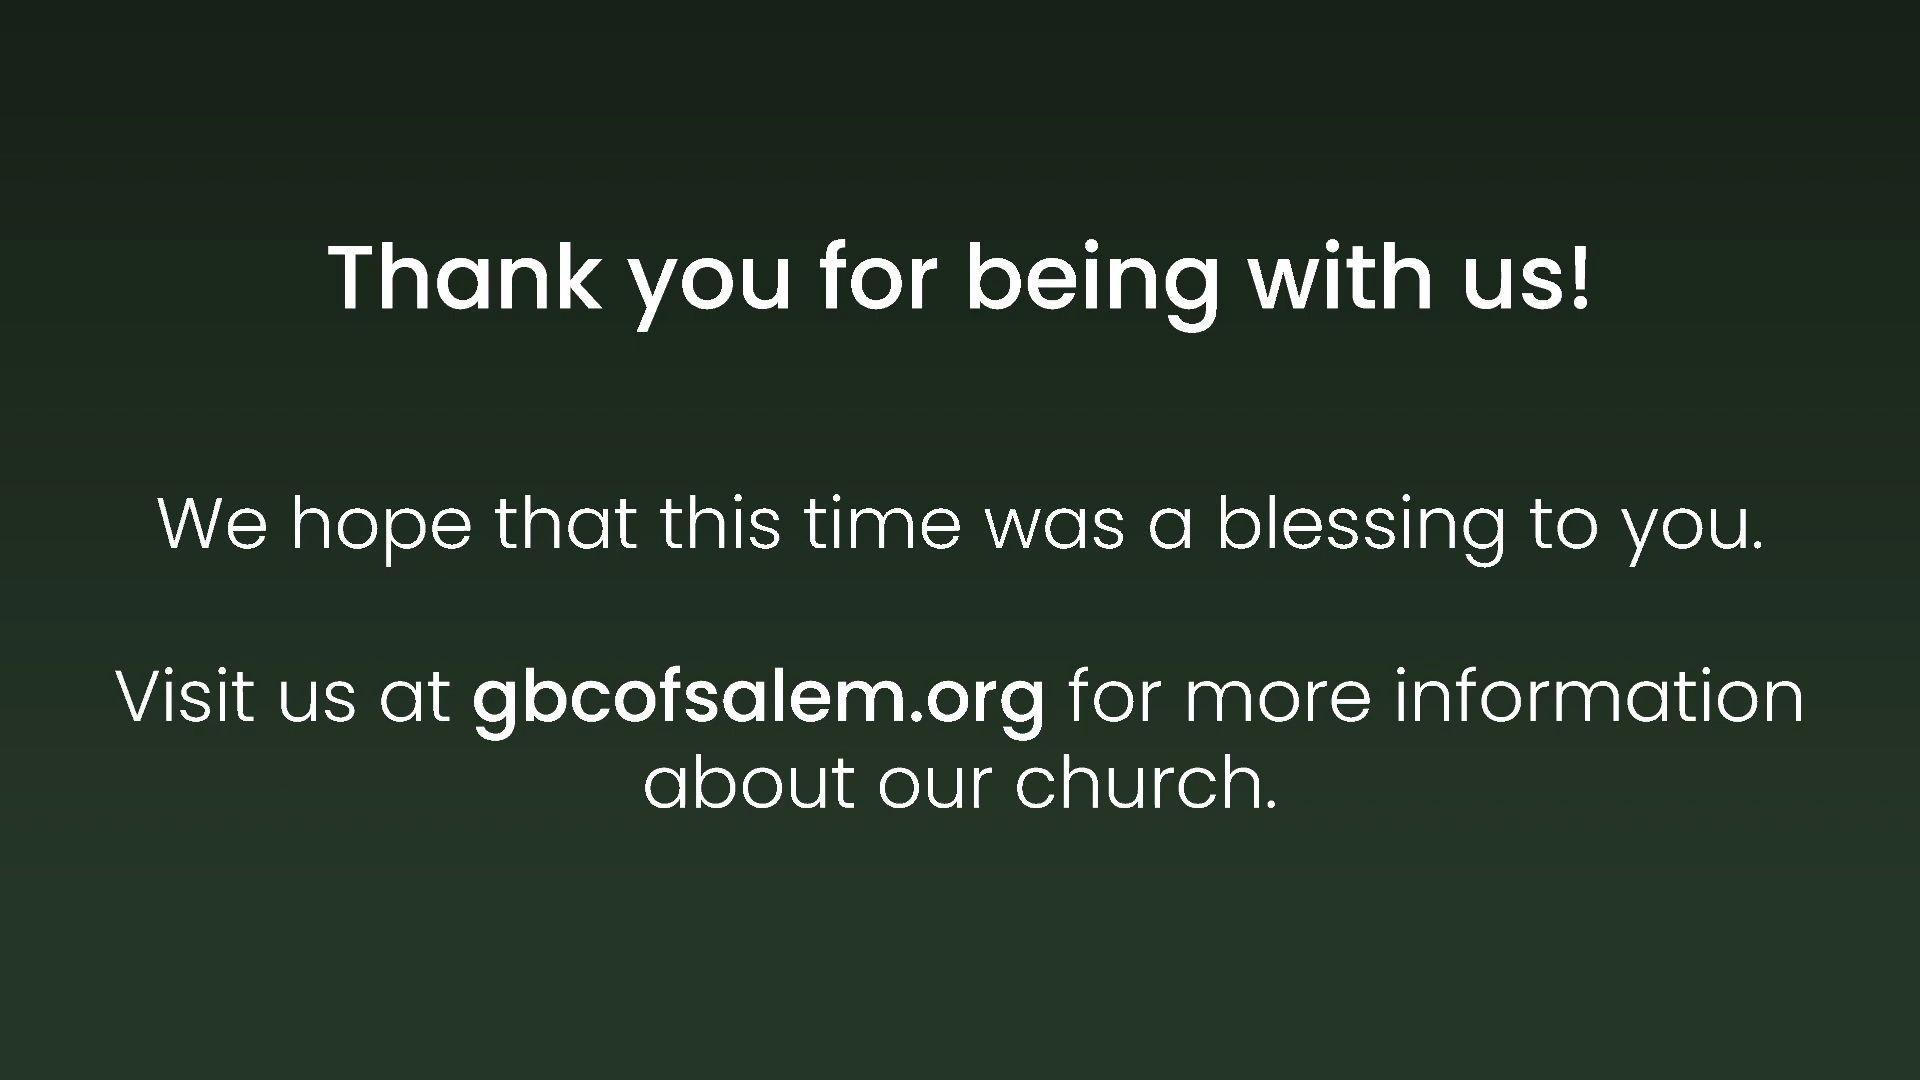 Thank you for being with us!
We hope that this time was a blessing to you.
Visit us at gbcofsalem.org for more information
about our church.